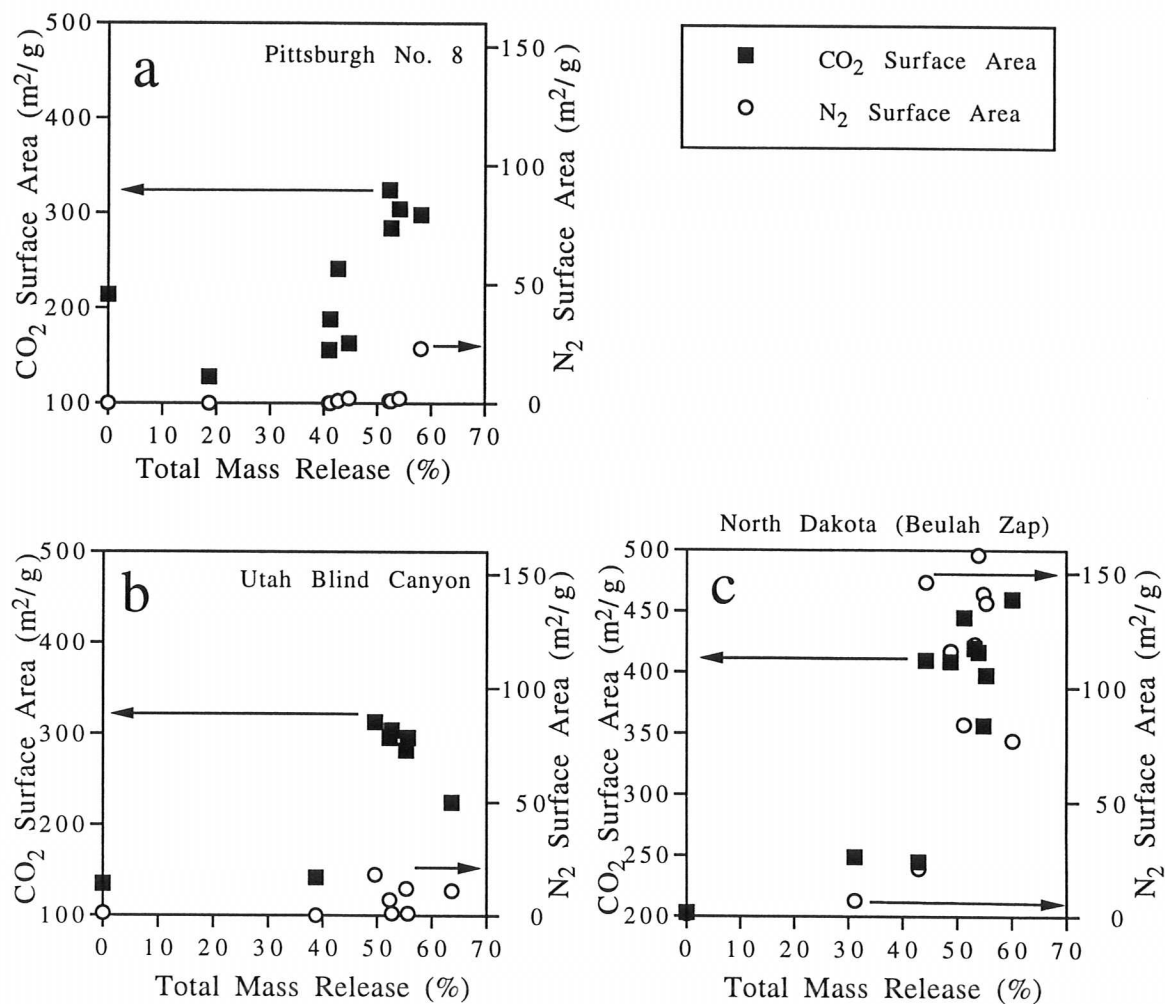 a
Pittsburgh No. 8
CO2 Surface Area (m2/g)
500
400
300
200
100
N2 Surface Area (m2/g)
150
100
50
0
0 10 20 30 40 50 60 70
Total Mass Release (%)
CO2 Surface Area
N2 Surface Area
b
Utah Blind Canyon
CO2 Surface Area (m2/g)
500
400
300
200
100
N2 Surface Area (m2/g)
150
100
50
0
0 10 20 30 40 50 60 70
Total Mass Release (%)
North Dakota (Beulah Zap)
c
CO2 Surface Area (m2/g)
500
450
400
350
300
250
200
N2 Surface Area (m2/g)
150
100
50
0
0 10 20 30 40 50 60 70
Total Mass Release (%)